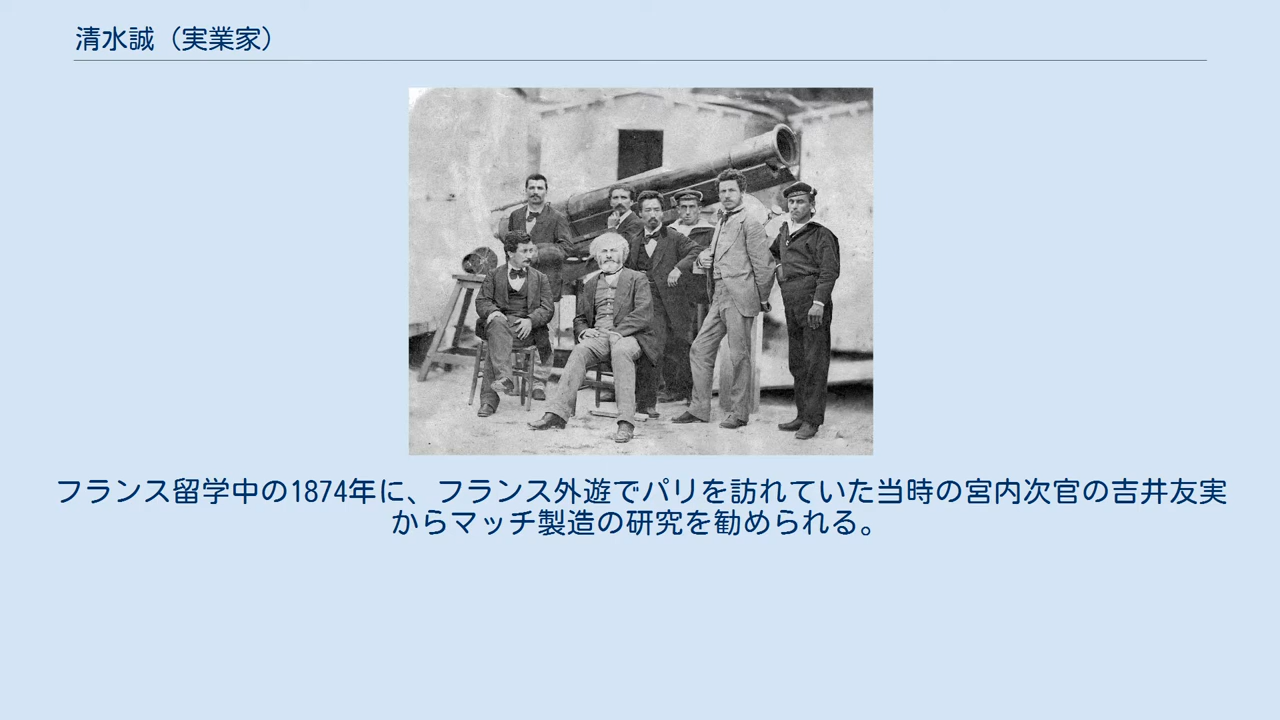 清水誠（実業家）
フランス留学中の1874年に、フランス外遊でパリを訪れていた当時の宮内次官の吉井友実
からマッチ製造の研究を勧められる。